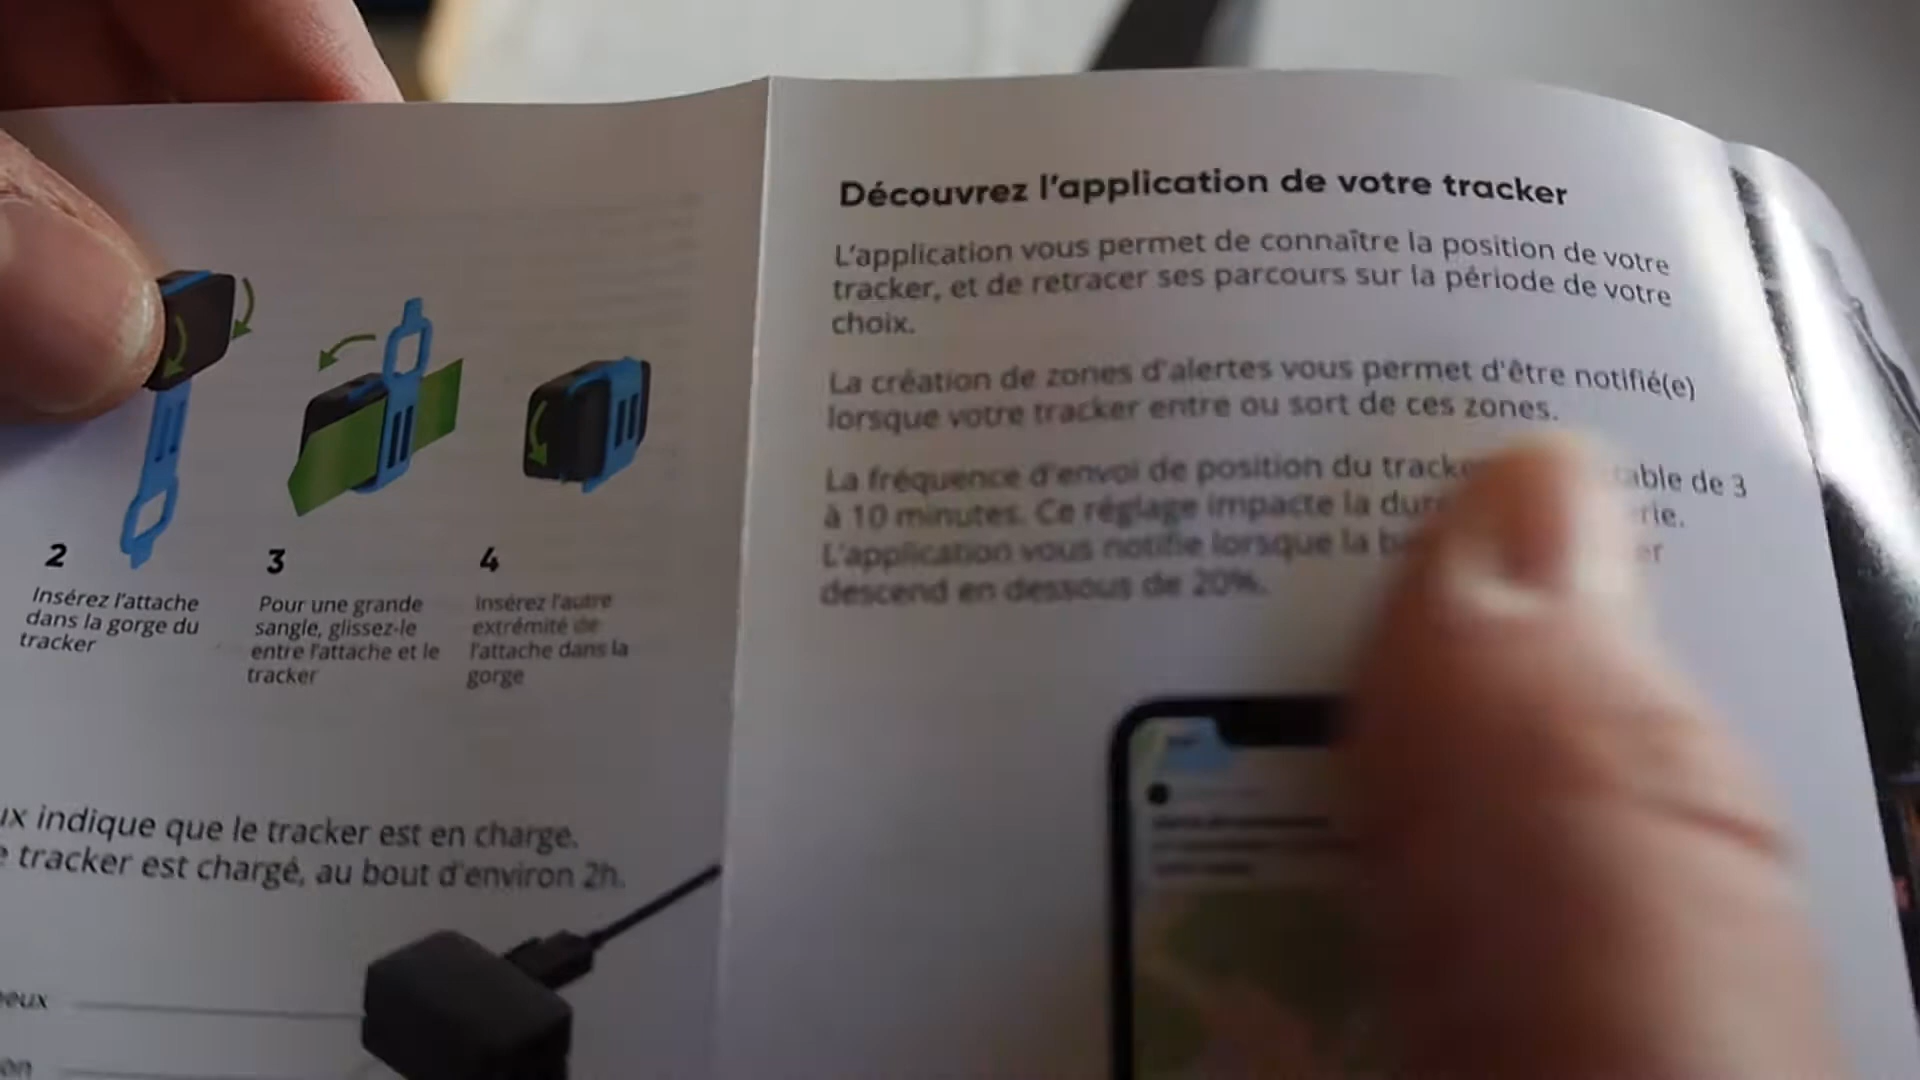 2
Insérez l'attache
dans la gorge du
tracker
3
Pour une grande
sangle, glissez-le
entre l'attache et le
tracker
4
Insérez l'autre
extrémité de
l'attache dans la
gorge
indique que le tracker est en charge.
tracker est chargé, au bout d'environ 2h.
Découvrez l'application de votre tracker
L'application vous permet de connaître la position de votre
tracker, et de retracer ses parcours sur la période de votre
choix.
La création de zones d'alertes vous permet d'être notifié(e)
lorsque votre tracker entre ou sort de ces zones.
La fréquence d'envoi de position du de 3
à 10 minutes. Ce réglage impacte la
L'application vous notifie lorsque la
descend en dessous de 20%.